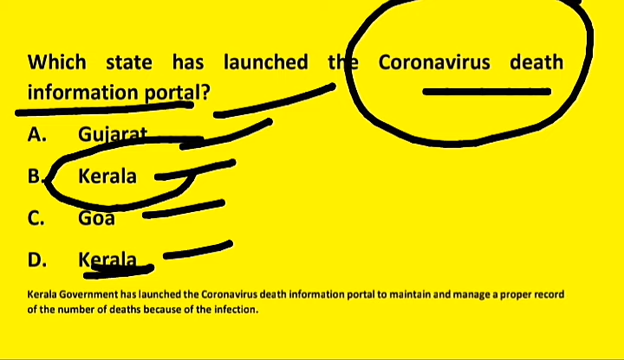 Which state has launched the Coronavirus death
information portal?
A. Gujarat
B. Kerala
C. Goa
D. Kerala
Kerala Government has launched the Coronavirus death information portal to maintain and manage a proper record
of the number of deaths because of the infection.